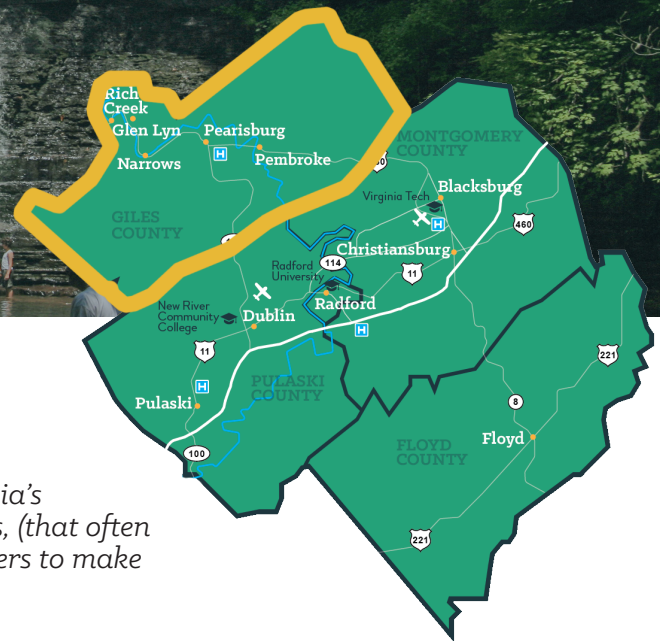 Rich
Creek
Glen Lyn
Pearisburg
H
Narrows
Pembroke
MONTGOMERY
COUNTY
Virginia Tech
Blacksburg
H
GILES
COUNTY
460
Christiansburg
114
11
Radford
University
Radford
New River
Community
College
Dublin
H
11
221
H
PULASKI
COUNTY
Pulaski
8
100
Floyd
FLOYD
COUNTY
221
ia's
s, (that often
ers to make